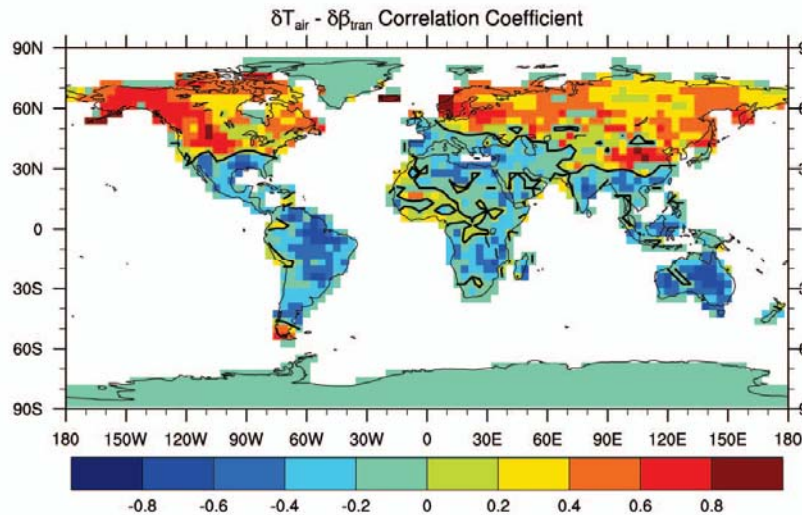 δT_air - δβ_tran Correlation Coefficient
90N
60N
30N
0
30S
60S
90S
180 150W 120W 90W 60W 30W 0 30E 60E 90E 120E 150E 180
-0.8 -0.6 -0.4 -0.2 0 0.2 0.4 0.6 0.8